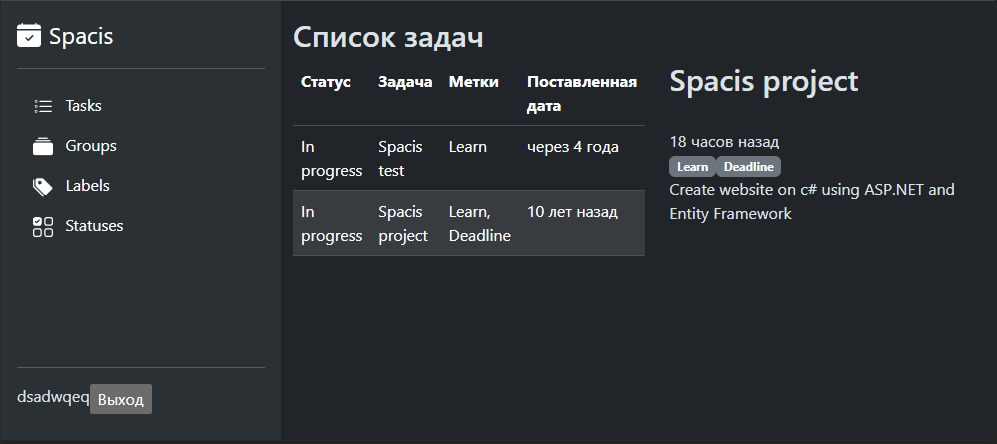 Spacis
Tasks
Groups
Labels
Statuses
dsadwqeq Выход
Список задач
Статус Задача Метки Поставленная
дата
In Spacis Learn через 4 года
progress test
In Spacis Learn, 10 лет назад
progress project Deadline
Spacis project
18 часов назад
Learn Deadline
Create website on c# using ASP.NET and
Entity Framework